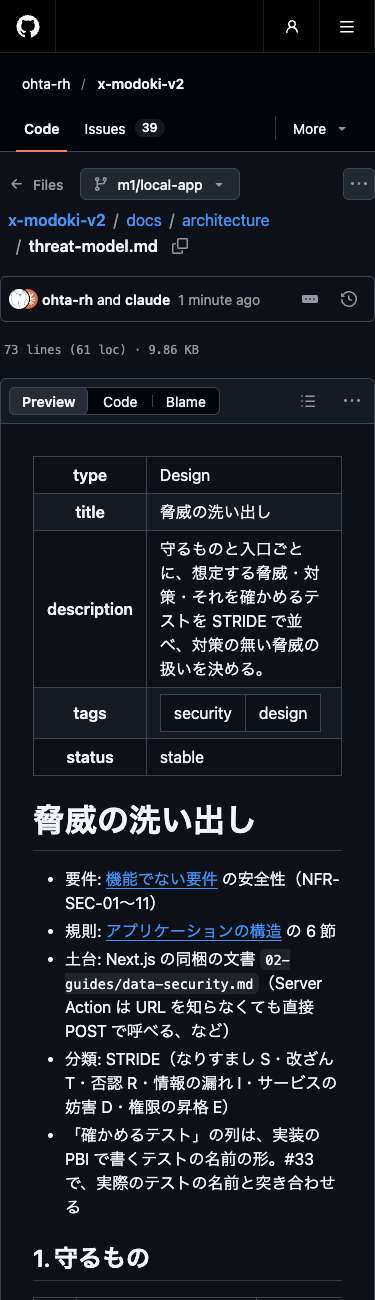 ohta-rh / x-modoki-v2
Code Issues 39 More
Files m1/local-app
x-modoki-v2 / docs / architecture
/ threat-model.md
ohta-rh and claude 1 minute ago
73 lines (61 loc) · 9.86 KB
Preview Code Blame
type Design
title 脅威の洗い出し
守るものと入口ごと
に、想定する脅威・対
description 策・それを確かめるテ
ストを STRIDE で並
べ、対策の無い脅威の
扱いを決める。
tags security design
status stable
脅威の洗い出し
• 要件: 機能でない要件 の安全性（NFR-
SEC-01〜11）
• 規則: アプリケーションの構造 の 6 節
• 土台: Next.js の同梱の文書 02-
guides/data-security.md（Server
Action は URL を知らなくても直接
POST で呼べる、など）
• 分類: STRIDE（なりすまし S・改ざん
T・否認 R・情報の漏れ I・サービスの
妨害 D・権限の昇格 E）
• 「確かめるテスト」の列は、実装の
PBI で書くテストの名前の形。#33
で、実際のテストの名前と突き合わせ
る
1. 守るもの